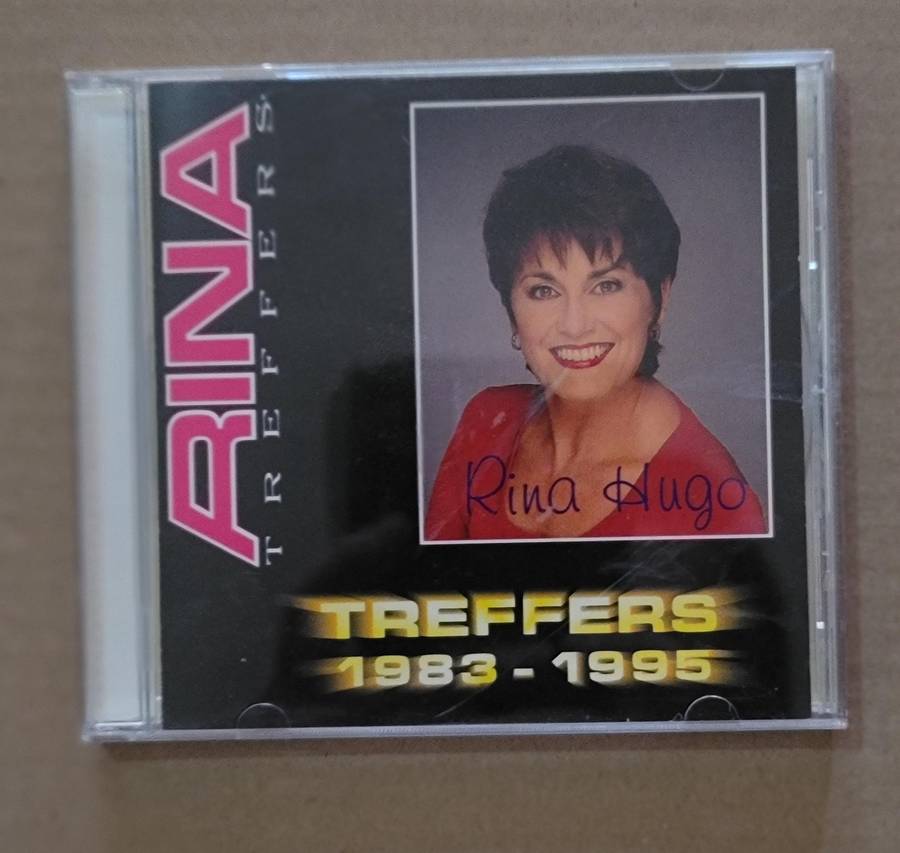 RINA
TREFFERS
Rina Hugo
TREFFERS
1983 - 1995